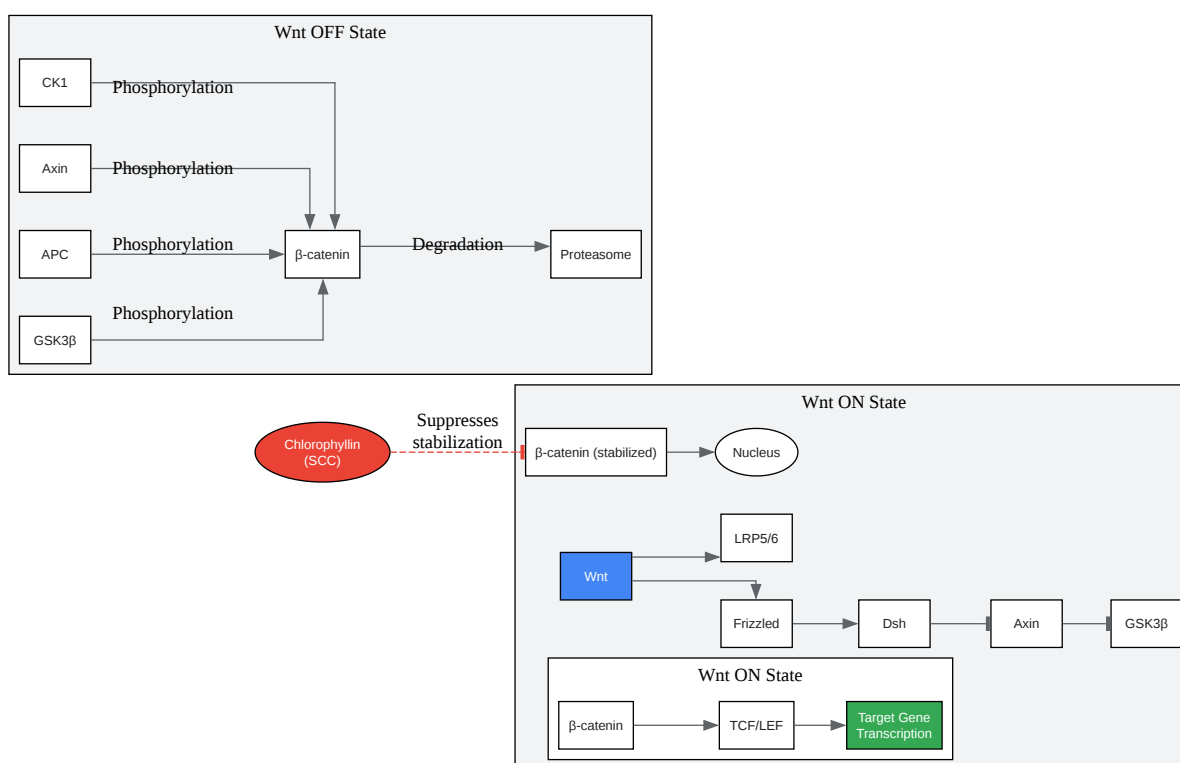 Wnt OFF State
CK1
Phosphorylation
Axin
Phosphorylation
APC
Phosphorylation
β-catenin
Degradation
Proteasome
GSK3β
Phosphorylation
Wnt ON State
Chlorophyllin
(SCC)
Suppresses
stabilization
β-catenin (stabilized)
Nucleus
LRP5/6
Wnt
Frizzled
Dsh
Axin
GSK3β
Wnt ON State
β-catenin
TCF/LEF
Target Gene
Transcription